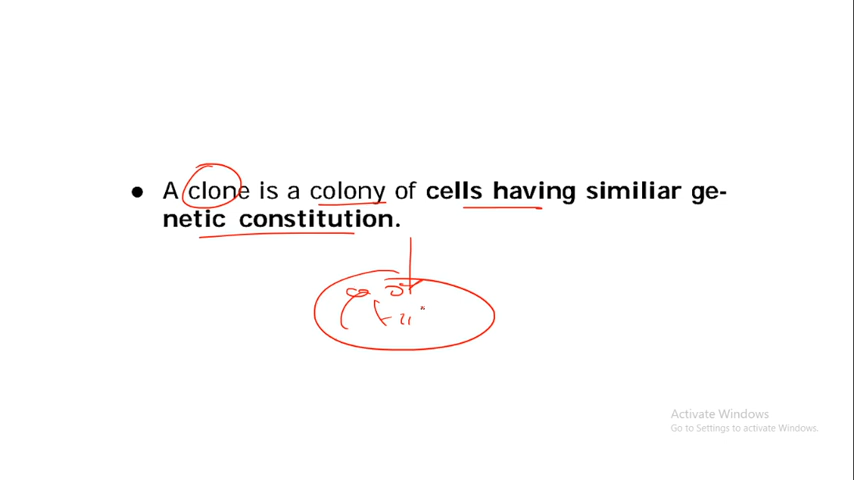 ● A clone is a colony of cells having similiar ge-
netic constitution.
Activate Windows
Go to Settings to activate Windows.